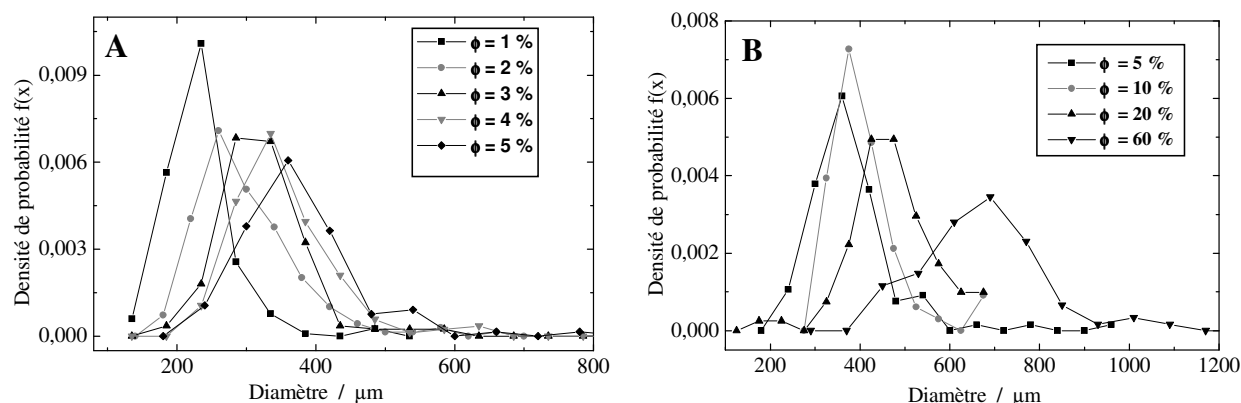 A
ϕ = 1 %
ϕ = 2 %
ϕ = 3 %
ϕ = 4 %
ϕ = 5 %
0,009
0,006
0,003
0,000
Densité de probabilité f(x)
200
400
600
800
Diamètre / µm
B
ϕ = 5 %
ϕ = 10 %
ϕ = 20 %
ϕ = 60 %
0,008
0,006
0,004
0,002
0,000
Densité de probabilité f(x)
200
400
600
800
1000
1200
Diamètre / µm